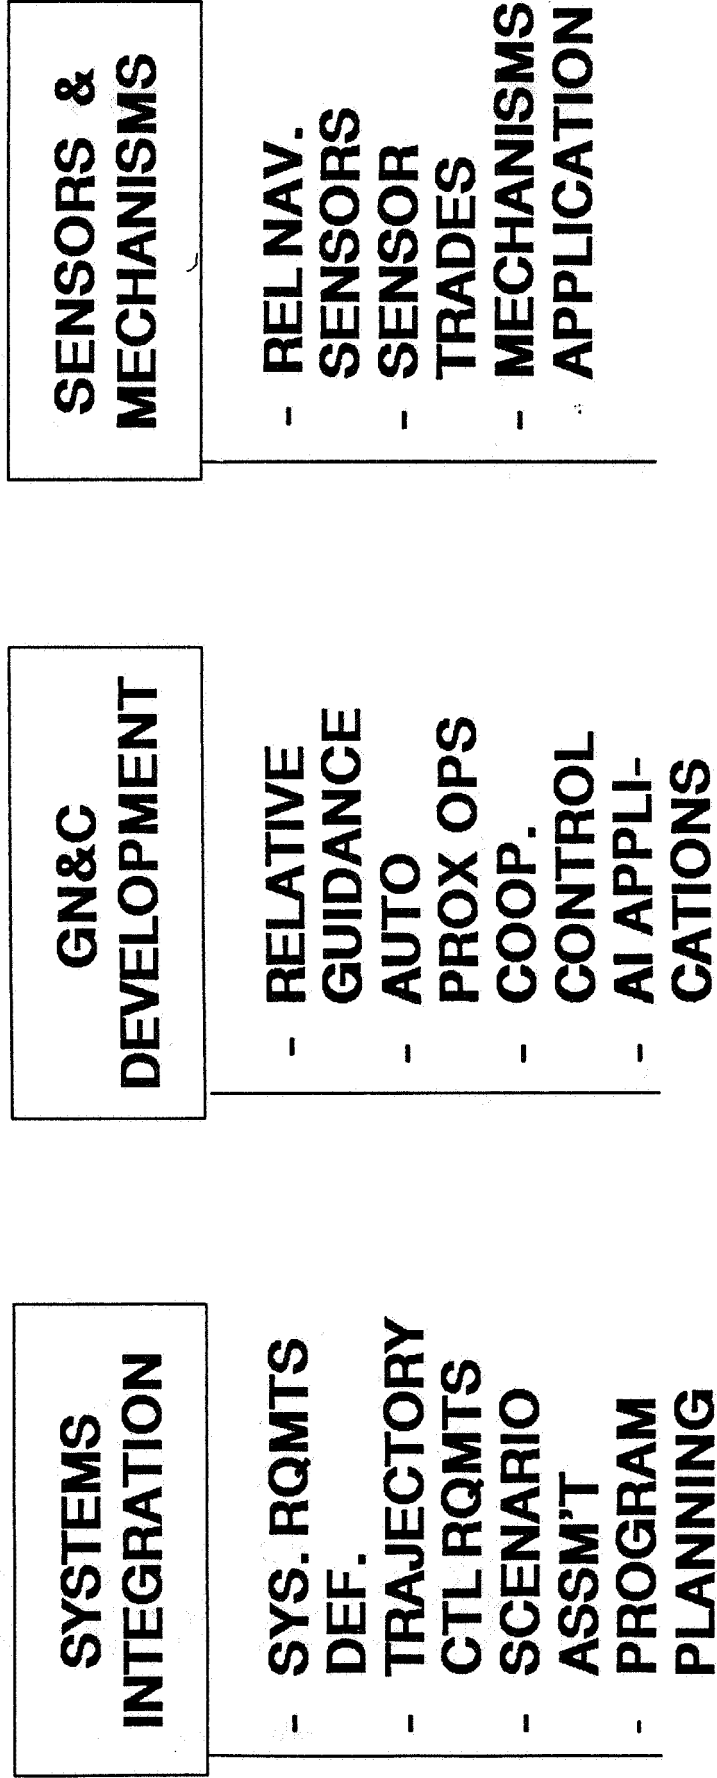 SYSTEMS
INTEGRATION
- SYS. RQMTS
DEF.
- TRAJECTORY
CTL RQMTS
- SCENARIO
ASSM'T
- PROGRAM
PLANNING
GN&C
DEVELOPMENT
- RELATIVE
GUIDANCE
- AUTO
PROX OPS
- COOP.
CONTROL
- AI APPLI-
CATIONS
SENSORS &
MECHANISMS
- REL NAV.
SENSORS
- SENSOR
TRADES
- MECHANISMS
APPLICATION